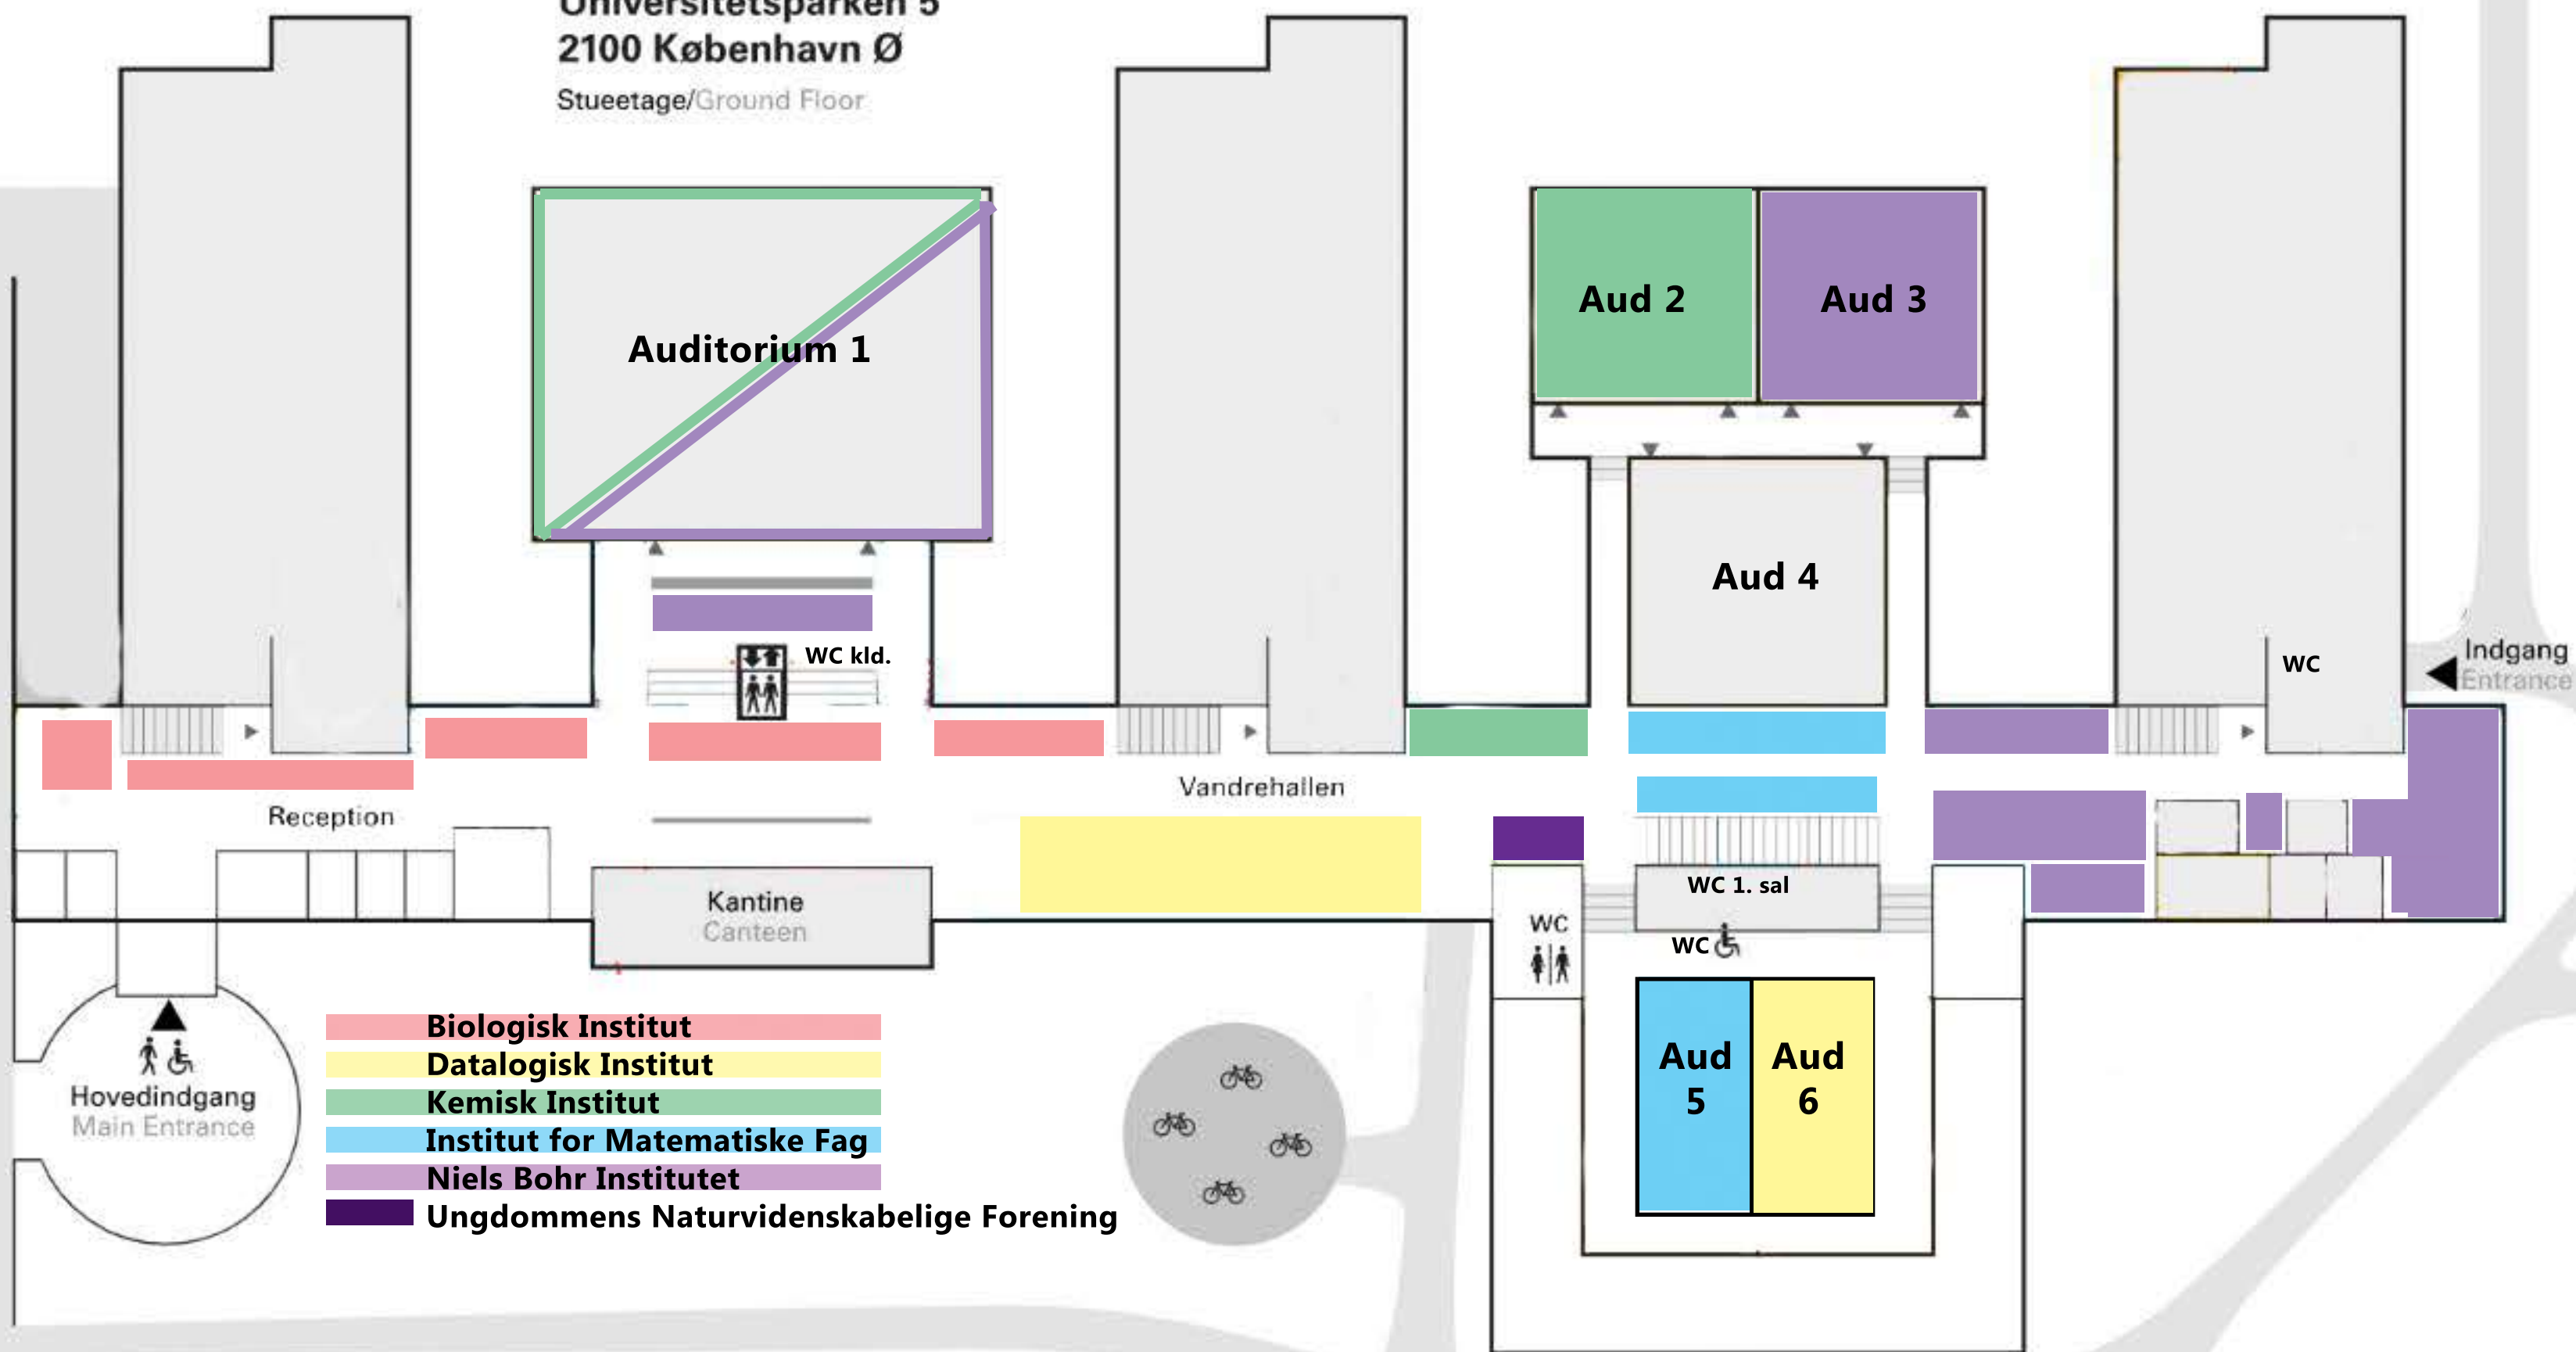 Universitetsparken 5
2100 København Ø
Stueetage/Ground Floor
Auditorium 1
Aud 2
Aud 3
Aud 4
WC kld.
WC
Indgang
Entrance
Vandrehallen
Reception
Kantine
Canteen
WC 1. sal
WC
WC
Aud
5
Aud
6
Hovedindgang
Main Entrance
Biologisk Institut
Datalogisk Institut
Kemisk Institut
Institut for Matematiske Fag
Niels Bohr Institutet
Ungdommens Naturvidenskabelige Forening